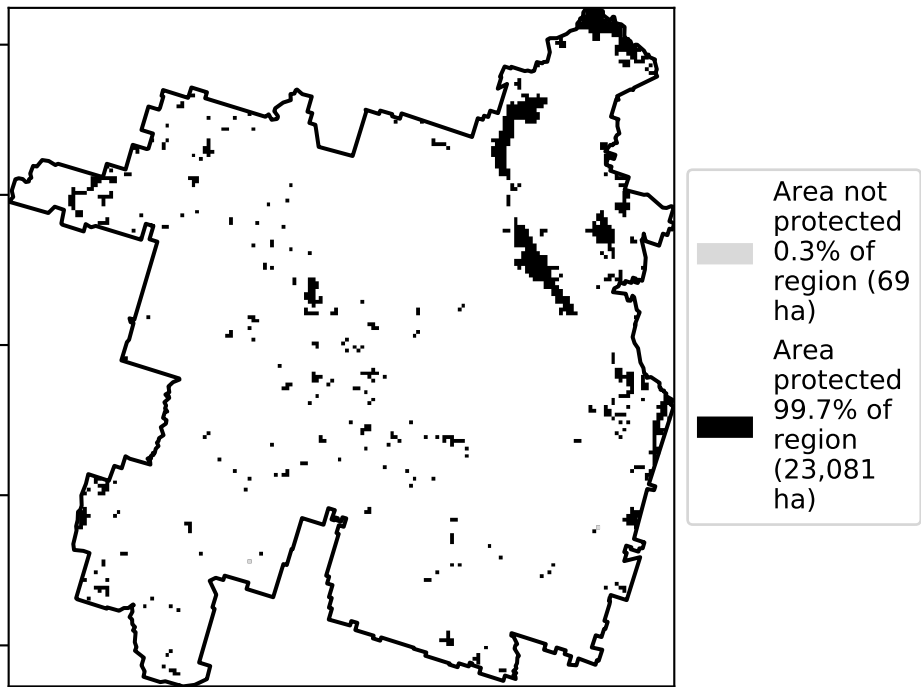 Area not
protected
0.3% of
region (69
ha)
Area
protected
99.7% of
region
(23,081
ha)